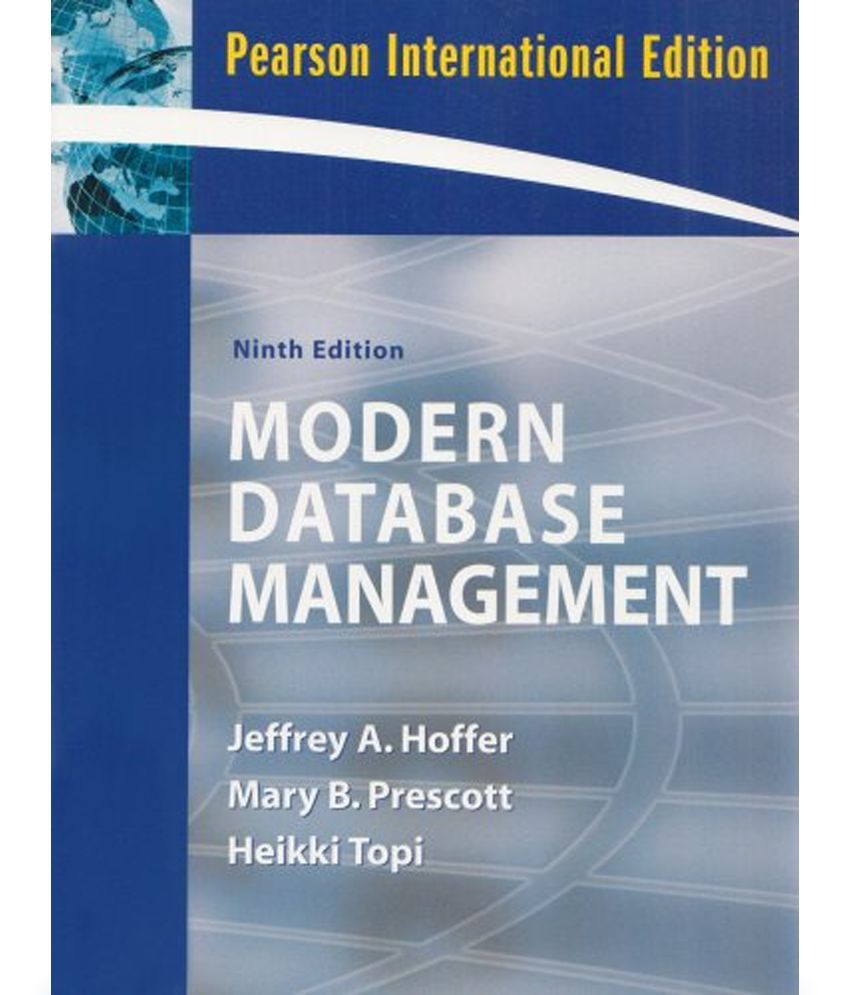 Pearson International Edition
Ninth Edition
MODERN
DATABASE
MANAGEMENT
Jeffrey A. Hoffer
Mary B. Prescott
Heikki Topi